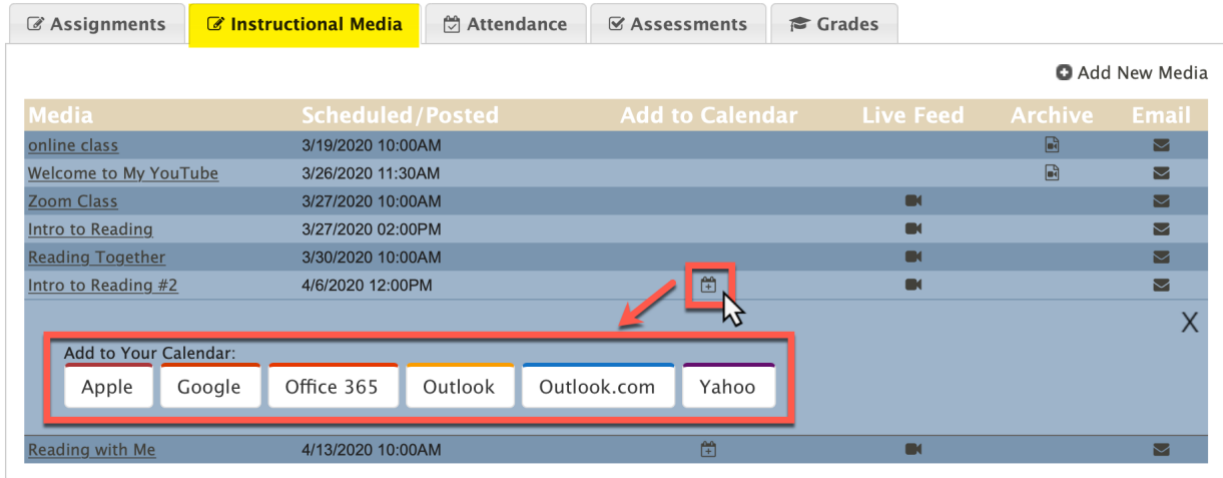 Assignments Instructional Media Attendance Assessments Grades
Add New Media
Media Scheduled/Posted Add to Calendar Live Feed Archive Email
online class 3/19/2020 10:00AM
Welcome to My YouTube 3/26/2020 11:30AM
Zoom Class 3/27/2020 10:00AM
Intro to Reading 3/27/2020 02:00PM
Reading Together 3/30/2020 10:00AM
Intro to Reading #2 4/6/2020 12:00PM
X
Add to Your Calendar:
Apple Google Office 365 Outlook Outlook.com Yahoo
Reading with Me 4/13/2020 10:00AM